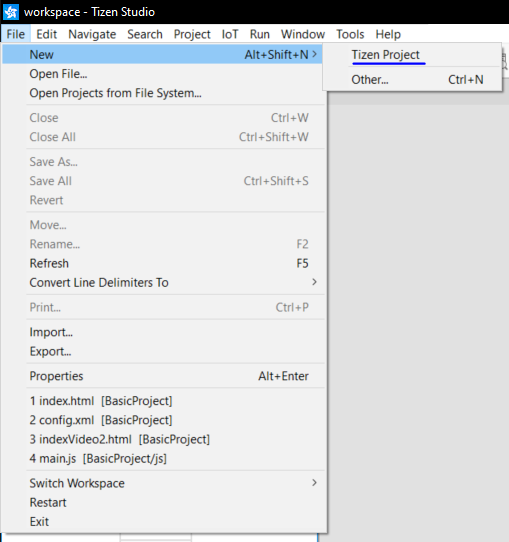 workspace - Tizen Studio
File Edit Navigate Search Project IoT Run Window Tools Help
New Alt+Shift+N >
Tizen Project
Open File...
Other... Ctrl+N
Open Projects from File System...
Close Ctrl+W
Close All Ctrl+Shift+W
Save As...
Save All Ctrl+Shift+S
Revert
Move...
Rename... F2
Refresh F5
Convert Line Delimiters To >
Print... Ctrl+P
Import...
Export...
Properties Alt+Enter
1 index.html [BasicProject]
2 config.xml [BasicProject]
3 indexVideo2.html [BasicProject]
4 main.js [BasicProject/js]
Switch Workspace >
Restart
Exit